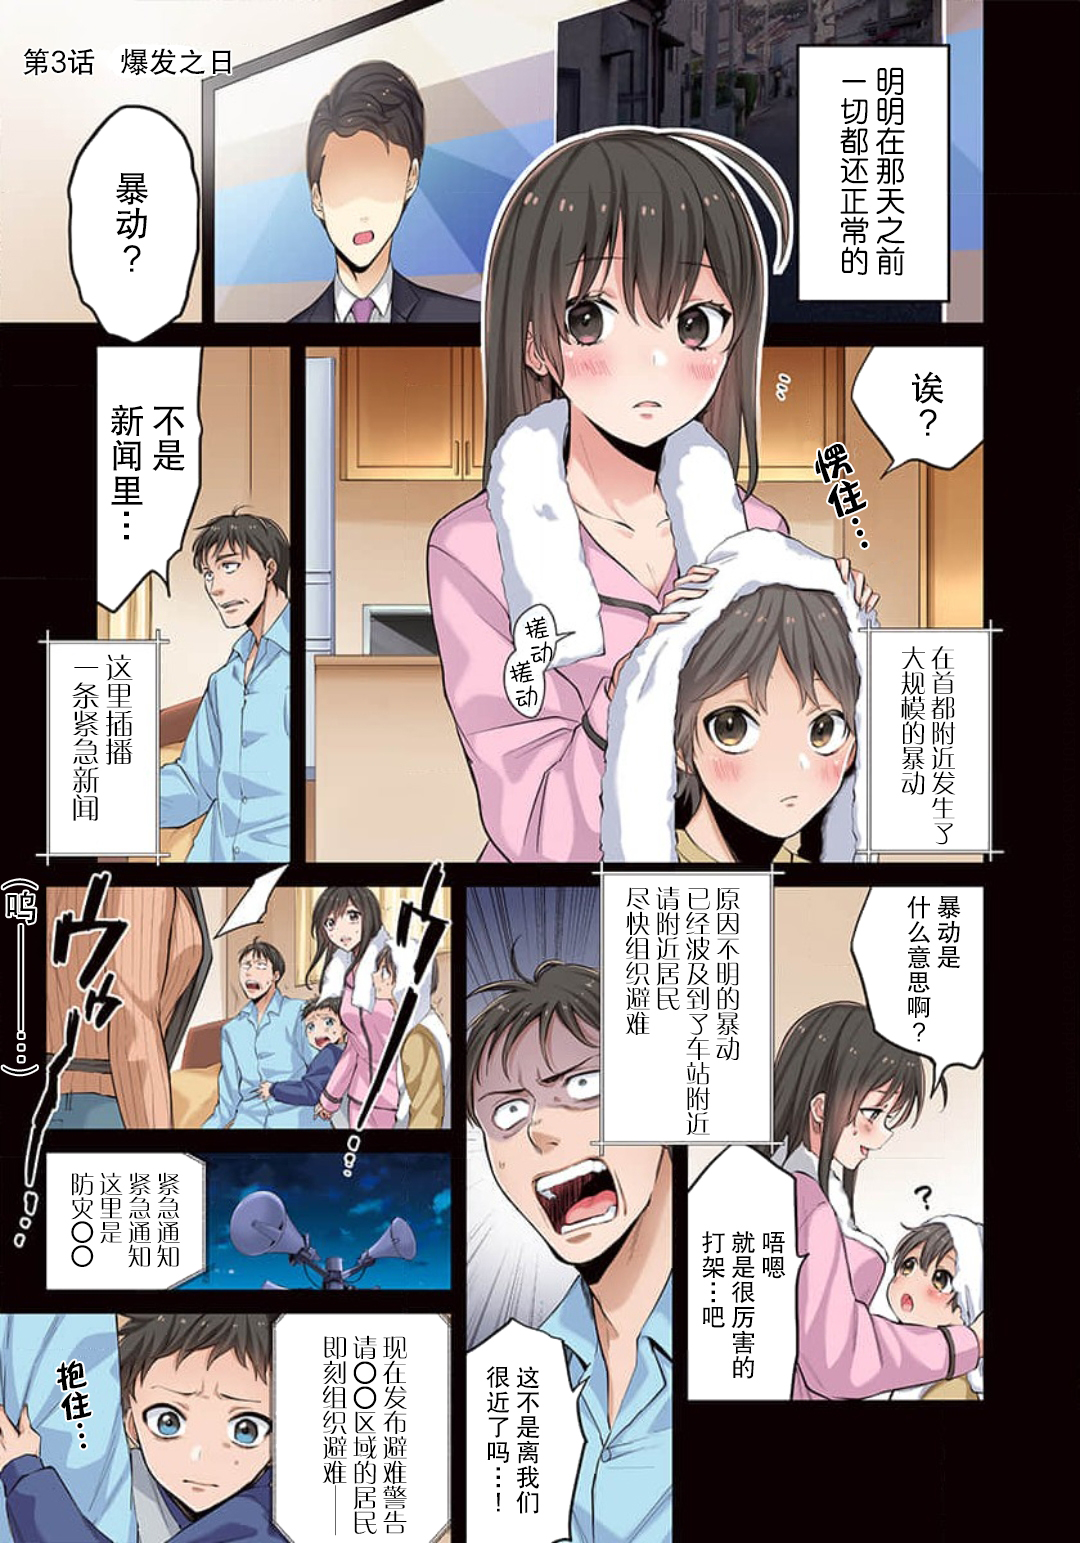 第3话 爆发之日
明明在那天之前
一切都还正常的
暴动？
诶？
愣住…
不是
新闻里…
搓动
搓动
在首都附近发生了
大规模的暴动
这里插播
一条紧急新闻
暴动是
什么意思啊？
原因不明的暴动
已经波及到了车站附近
请附近居民
尽快组织避难
?
唔嗯
就是很厉害的
打架…吧
这不是离我们
很近了吗…！
(呜————…)
紧急通知
紧急通知
这里是
防灾〇〇
现在发布避难警告
请〇〇区域的居民
即刻组织避难——
抱住…